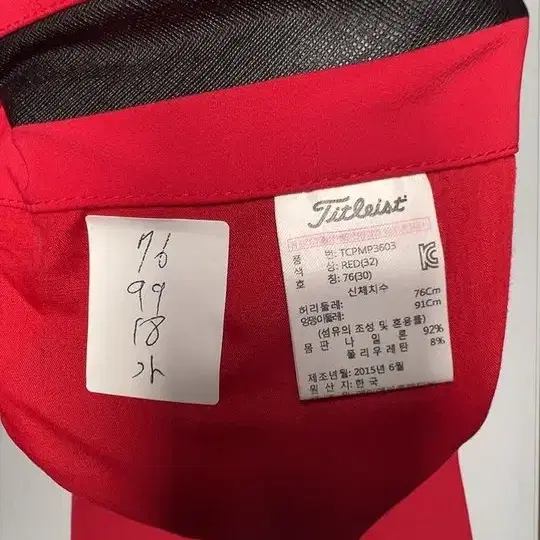 76
99
18
가
Titleist
품 번: TCPMP3603
색 상: RED(32)
호 칭: 76(30)
신체치수
허리둘레: 76Cm
엉덩이둘레: 91Cm
(섬유의 조성 및 혼용률)
몸판 나일론 92%
폴리우레탄 8%
제조년월: 2015년 6월
원산지: 한국